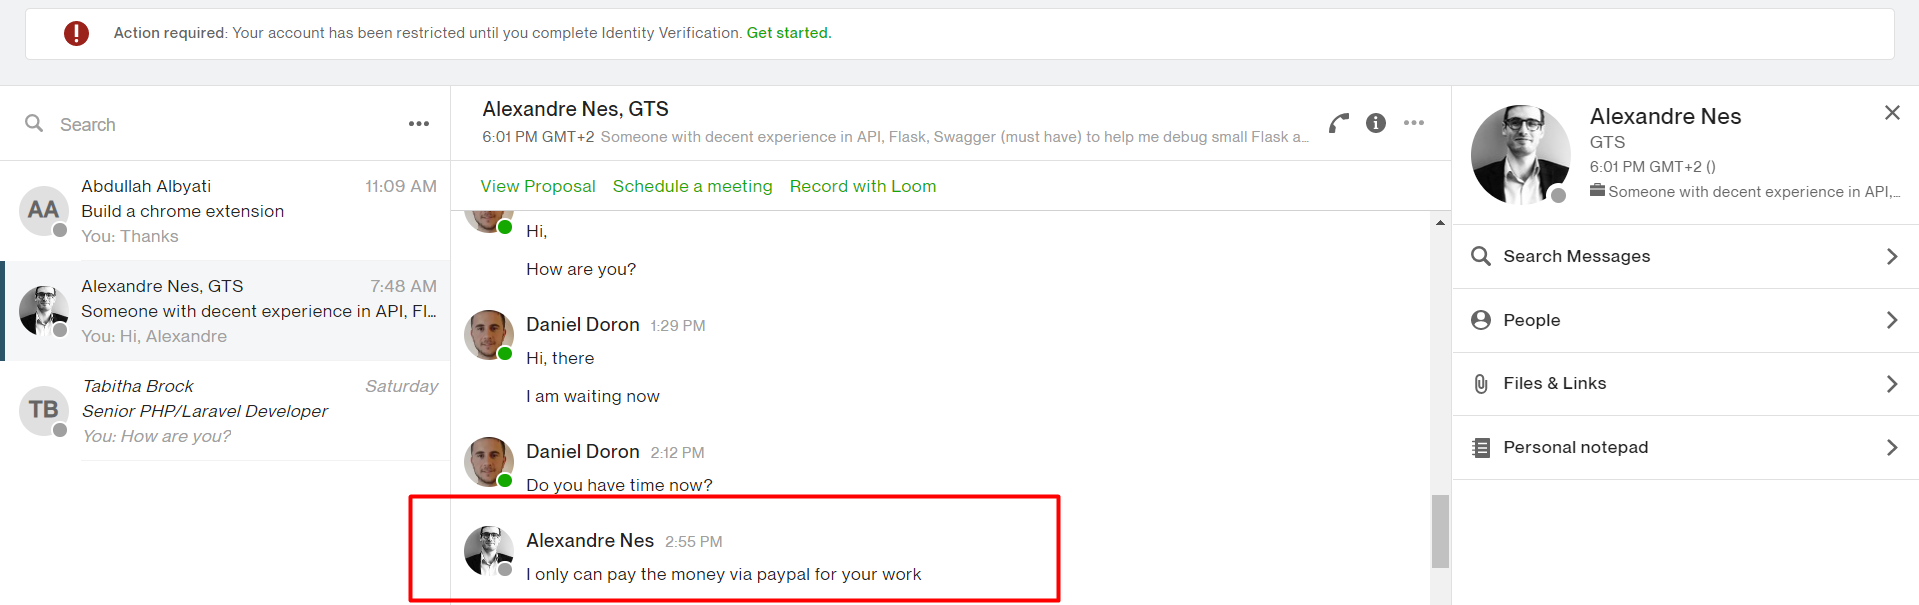 Action required: Your account has been restricted until you complete Identity Verification. Get started.
Search
Abdullah Albyati 11:09 AM
Build a chrome extension
You: Thanks
Alexandre Nes, GTS 7:48 AM
Someone with decent experience in API, Fl...
You: Hi, Alexandre
Tabitha Brock Saturday
Senior PHP/Laravel Developer
You: How are you?
AA
TB
Alexandre Nes, GTS
6:01 PM GMT+2 Someone with decent experience in API, Flask, Swagger (must have) to help me debug small Flask a...
View Proposal Schedule a meeting Record with Loom
Hi,
How are you?
Daniel Doron 1:29 PM
Hi, there
I am waiting now
Daniel Doron 2:12 PM
Do you have time now?
Alexandre Nes 2:55 PM
I only can pay the money via paypal for your work
Alexandre Nes
GTS
6:01 PM GMT+2 ()
Someone with decent experience in API,...
Search Messages
People
Files & Links
Personal notepad